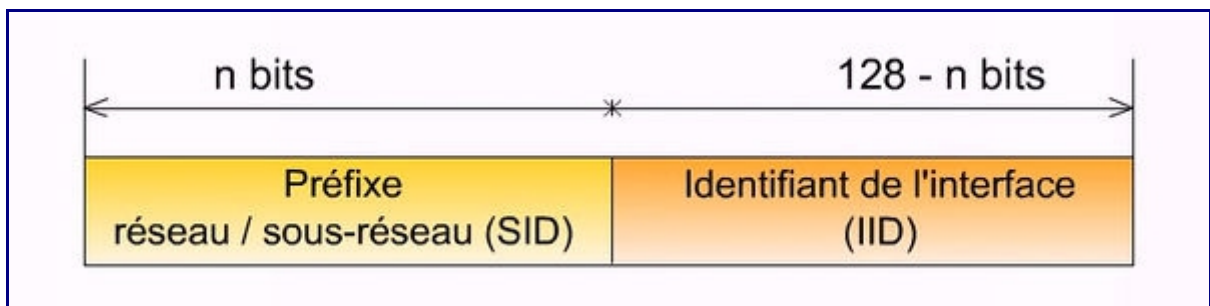 n bits
128 - n bits
Préfixe
réseau / sous-réseau (SID)
Identifiant de l'interface
(IID)